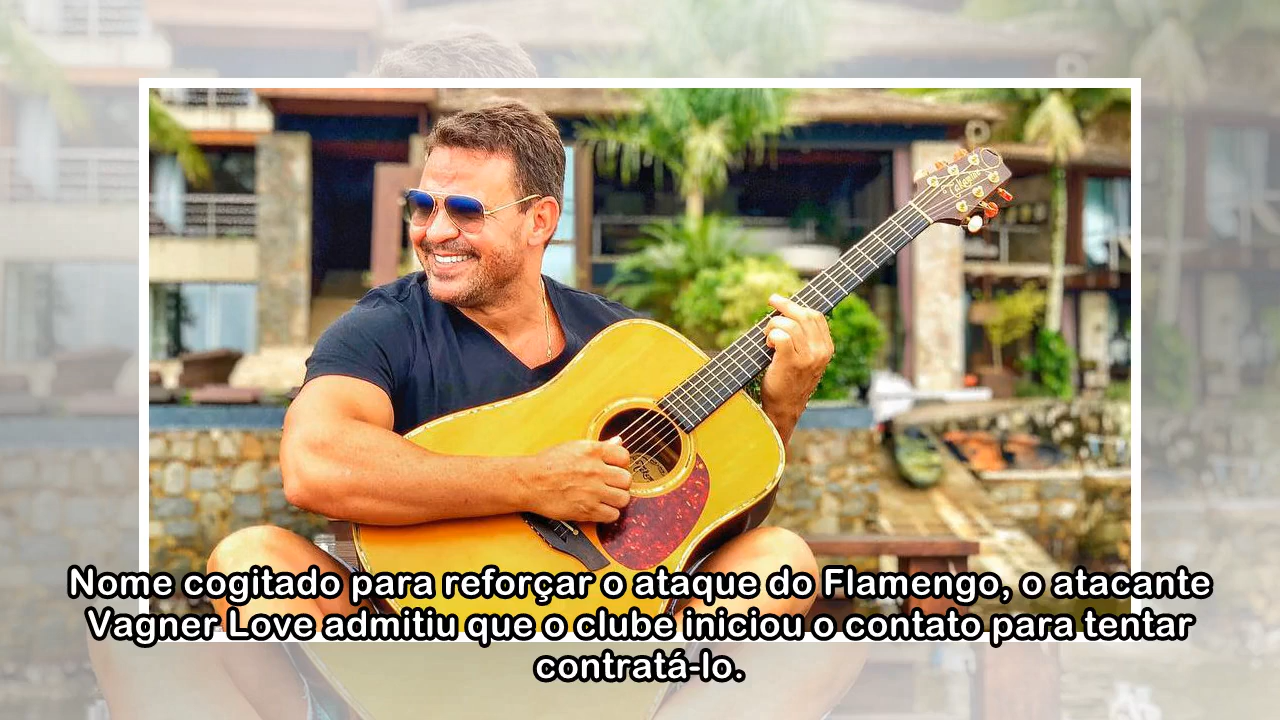 Nome cogitado para reforçar o ataque do Flamengo, o atacante
Vagner Love admitiu que o clube iniciou o contato para tentar
contratá-lo.